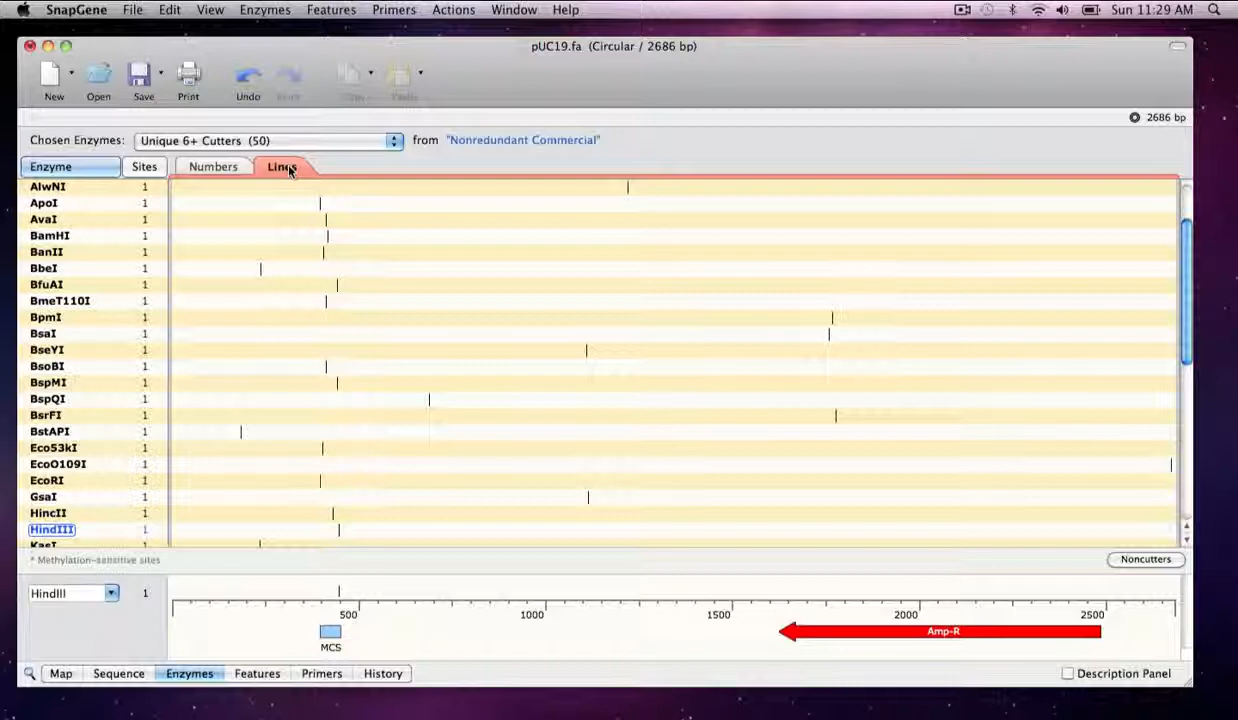 SnapGene File Edit View Enzymes Features Primers Actions Window Help Sun 11:29 AM
pUC19.fa (Circular / 2686 bp)
New Open Save Print Undo
2686 bp
Chosen Enzymes: Unique 6+ Cutters (50) from "Nonredundant Commercial"
Enzyme Sites Numbers Lines
AlwNI 1
ApoI 1
AvaI 1
BamHI 1
BanII 1
BbeI 1
BfuAI 1
BmeT110I 1
BpmI 1
BsaI 1
BseYI 1
BsoBI 1
BspMI 1
BspQI 1
BsrFI 1
BstAPI 1
Eco53kI 1
EcoO109I 1
EcoRI 1
GsaI 1
HincII 1
HindIII 1
KasI
* Methylation-sensitive sites Noncutters
HindIII 1
500 1000 1500 2000 2500
Amp-R
MCS
Map Sequence Enzymes Features Primers History Description Panel